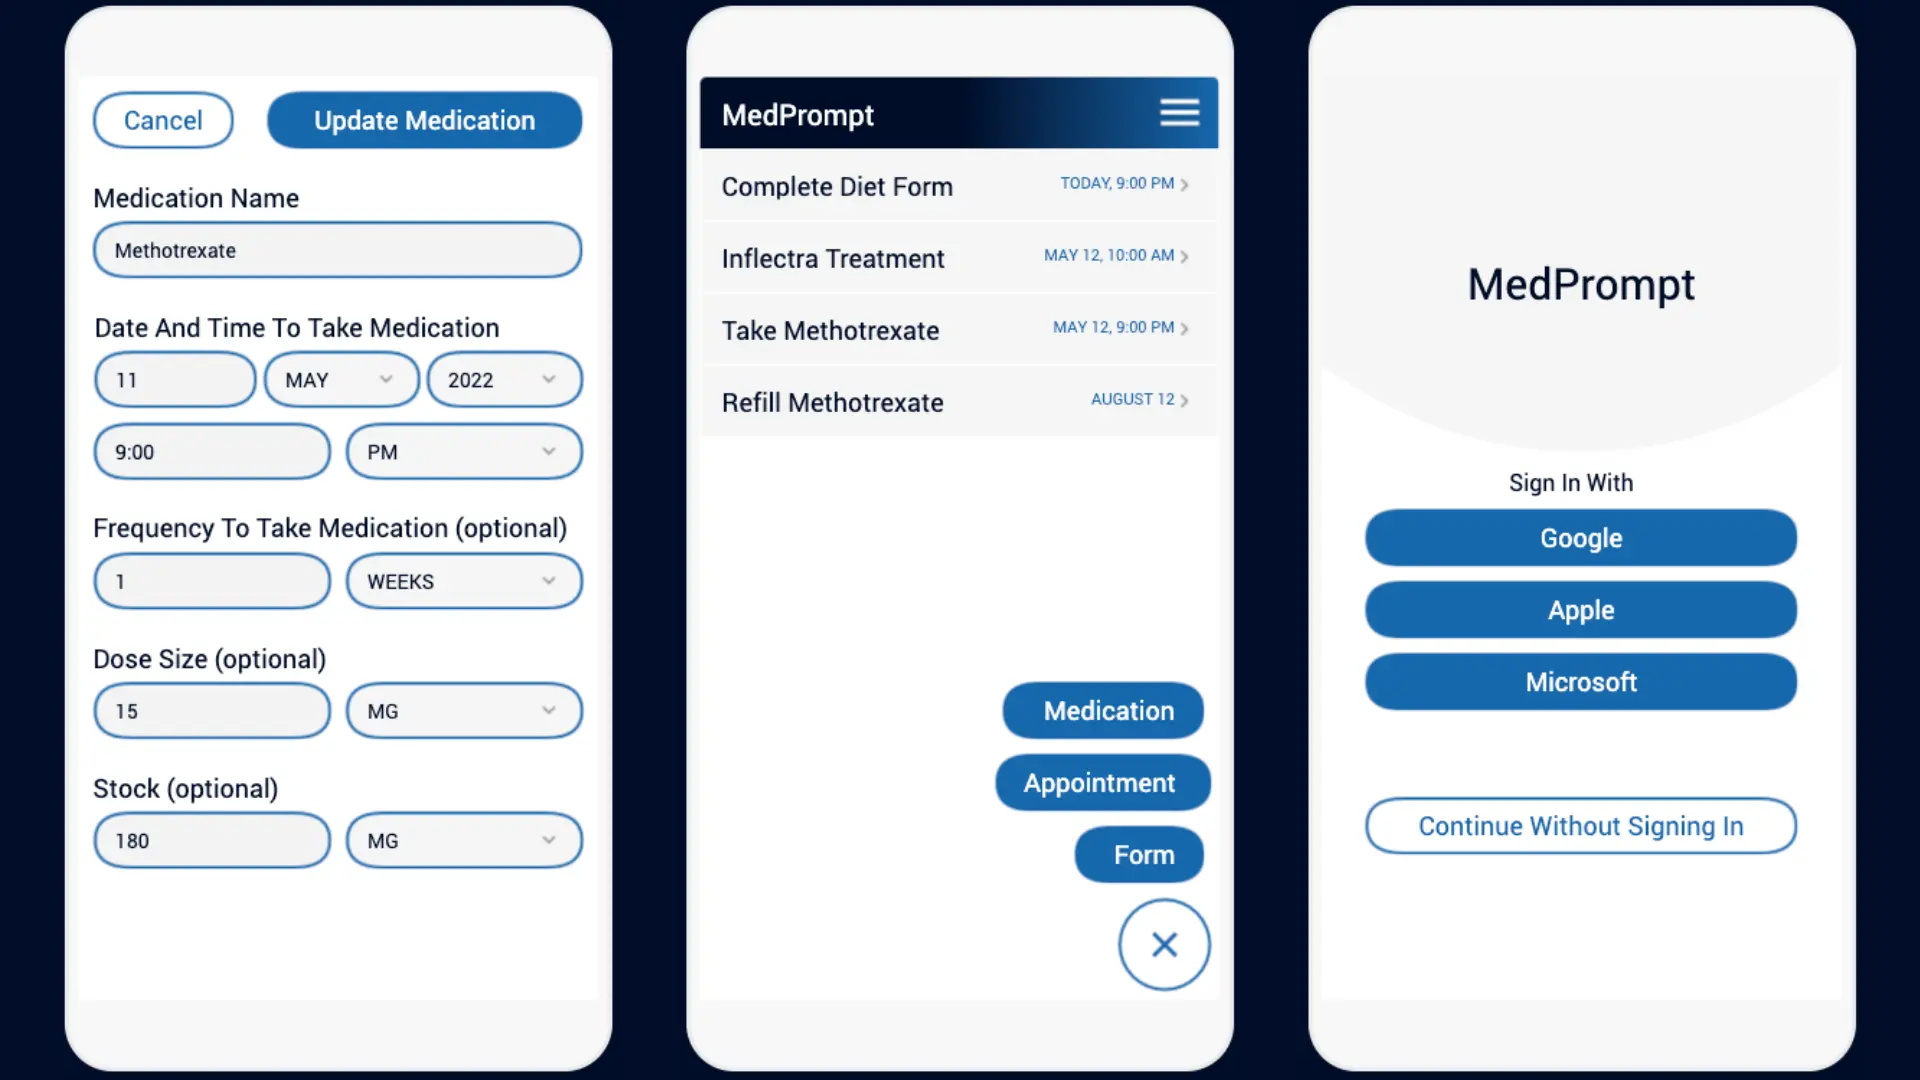 Cancel Update Medication
Medication Name
Methotrexate
Date And Time To Take Medication
11 MAY 2022
9:00 PM
Frequency To Take Medication (optional)
1 WEEKS
Dose Size (optional)
15 MG
Stock (optional)
180 MG
MedPrompt
Complete Diet Form TODAY, 9:00 PM
Inflectra Treatment MAY 12, 10:00 AM
Take Methotrexate MAY 12, 9:00 PM
Refill Methotrexate AUGUST 12
Medication
Appointment
Form
MedPrompt
Sign In With
Google
Apple
Microsoft
Continue Without Signing In